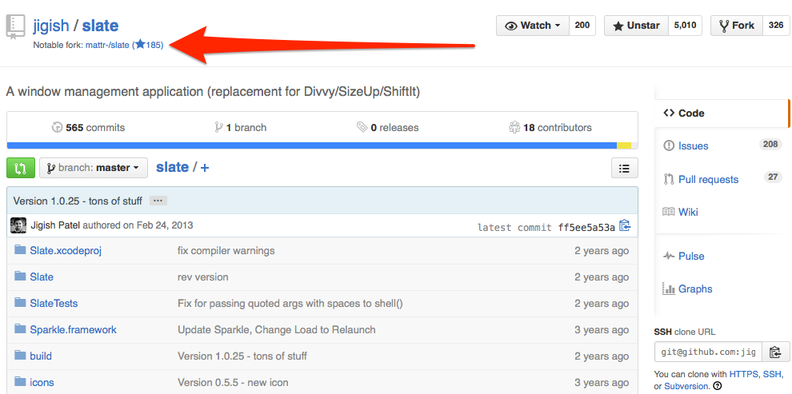 jigish / slate
Notable fork: mattr-/slate (★185)
Watch 200 Unstar 5,010 Fork 326
A window management application (replacement for Divvy/SizeUp/ShiftIt)
565 commits 1 branch 0 releases 18 contributors
branch: master slate / +
Version 1.0.25 - tons of stuff ...
Jigish Patel authored on Feb 24, 2013 latest commit ff5ee5a53a
Slate.xcodeproj fix compiler warnings 2 years ago
Slate rev version 2 years ago
SlateTests Fix for passing quoted args with spaces to shell() 2 years ago
Sparkle.framework Update Sparkle, Change Load to Relaunch 3 years ago
build Version 1.0.25 - tons of stuff 2 years ago
icons Version 0.5.5 - new icon 3 years ago
Code
Issues 208
Pull requests 27
Wiki
Pulse
Graphs
SSH clone URL
git@github.com:jig
You can clone with HTTPS, SSH,
or Subversion.